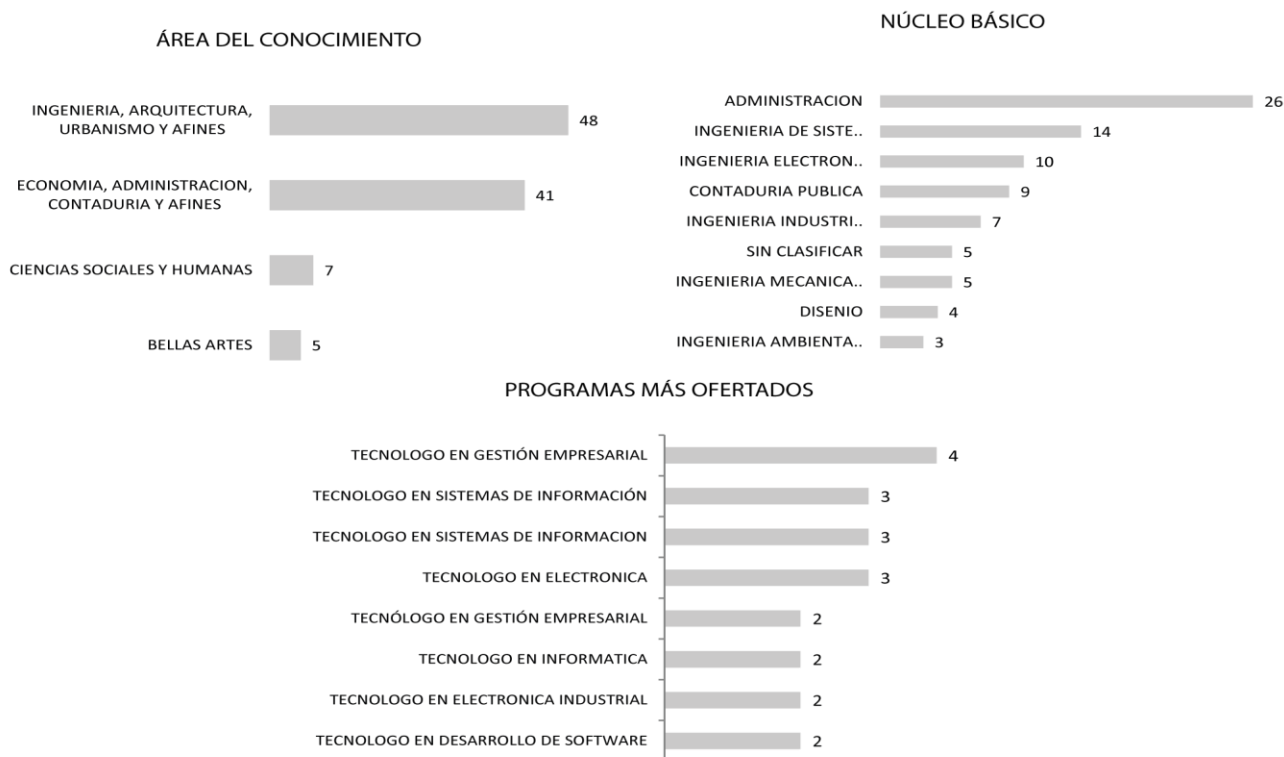 ÁREA DEL CONOCIMIENTO
INGENIERIA, ARQUITECTURA,
URBANISMO Y AFINES
48
ECONOMIA, ADMINISTRACION,
CONTADURIA Y AFINES
41
CIENCIAS SOCIALES Y HUMANAS
7
BELLAS ARTES
5
NÚCLEO BÁSICO
ADMINISTRACION
26
INGENIERIA DE SISTE..
14
INGENIERIA ELECTRON..
10
CONTADURIA PUBLICA
9
INGENIERIA INDUSTRI..
7
SIN CLASIFICAR
5
INGENIERIA MECANICA..
5
DISENIO
4
INGENIERIA AMBIENTA..
3
PROGRAMAS MÁS OFERTADOS
TECNOLOGO EN GESTIÓN EMPRESARIAL
4
TECNOLOGO EN SISTEMAS DE INFORMACIÓN
3
TECNOLOGO EN SISTEMAS DE INFORMACION
3
TECNOLOGO EN ELECTRONICA
3
TECNÓLOGO EN GESTIÓN EMPRESARIAL
2
TECNOLOGO EN INFORMATICA
2
TECNOLOGO EN ELECTRONICA INDUSTRIAL
2
TECNOLOGO EN DESARROLLO DE SOFTWARE
2